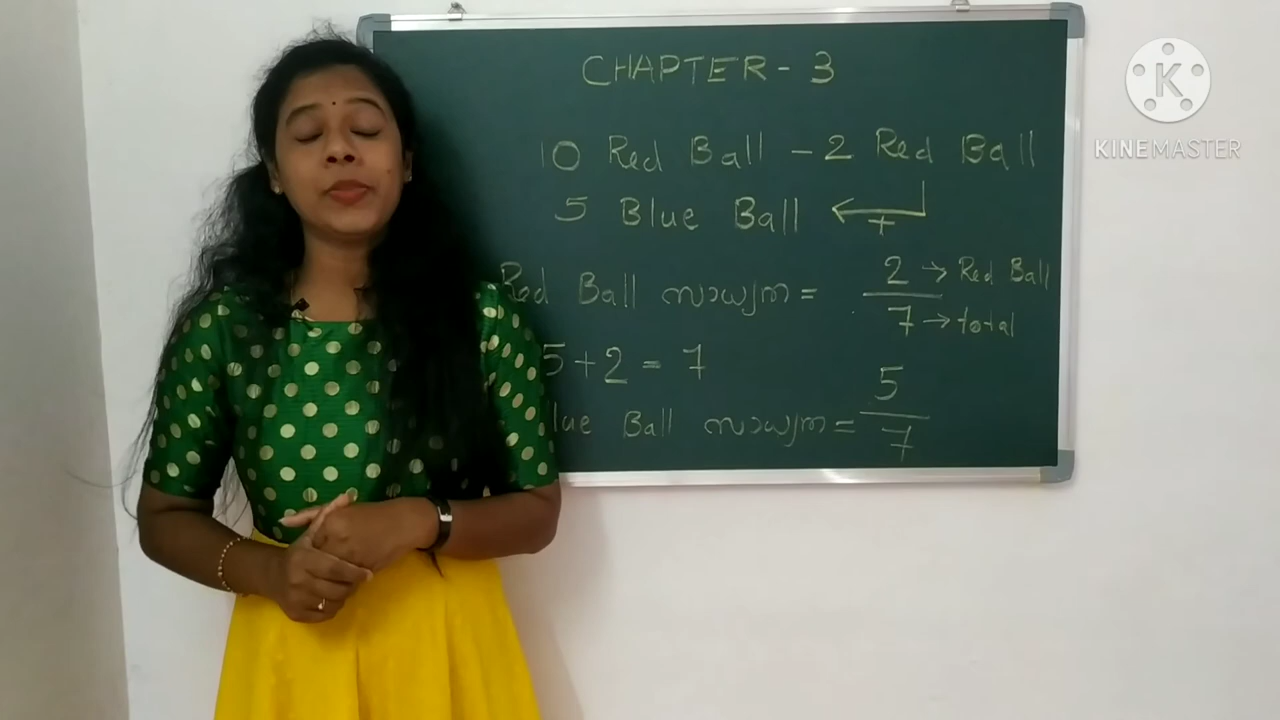 CHAPTER - 3
10 Red Ball - 2 Red Ball
5 Blue Ball ← +
Red Ball സാധ്യത = 2 → Red Ball
7 → total
5 + 2 = 7
lue Ball സാധ്യത = 5
7
K
KINEMASTER